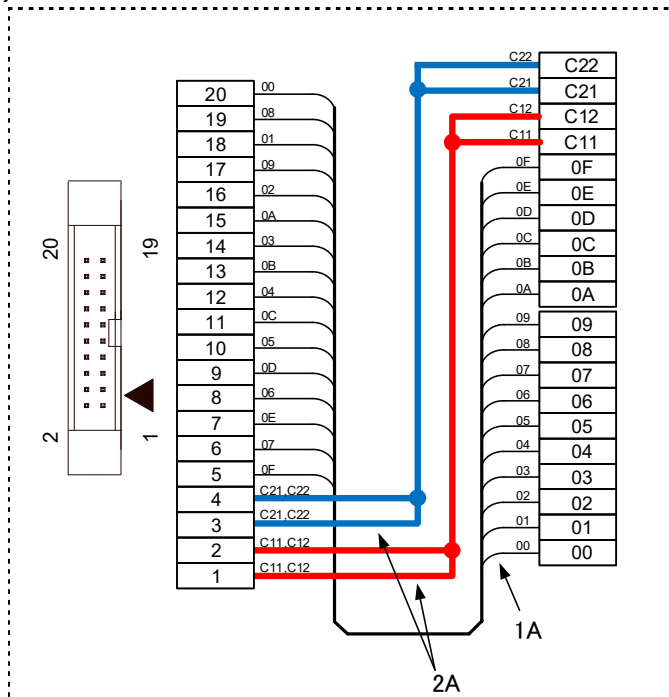 20 00
19 08
18 01
17 09
16 02
15 0A
14 03
13 0B
12 04
11 0C
10 05
9 0D
8 06
7 0E
6 07
5 0F
4 C21,C22
3 C21,C22
2 C11,C12
1 C11,C12
20
19
2
1
C22 C22
C21 C21
C12 C12
C11 C11
0F 0F
0E 0E
0D 0D
0C 0C
0B 0B
0A 0A
09 09
08 08
07 07
06 06
05 05
04 04
03 03
02 02
01 01
00 00
1A
2A